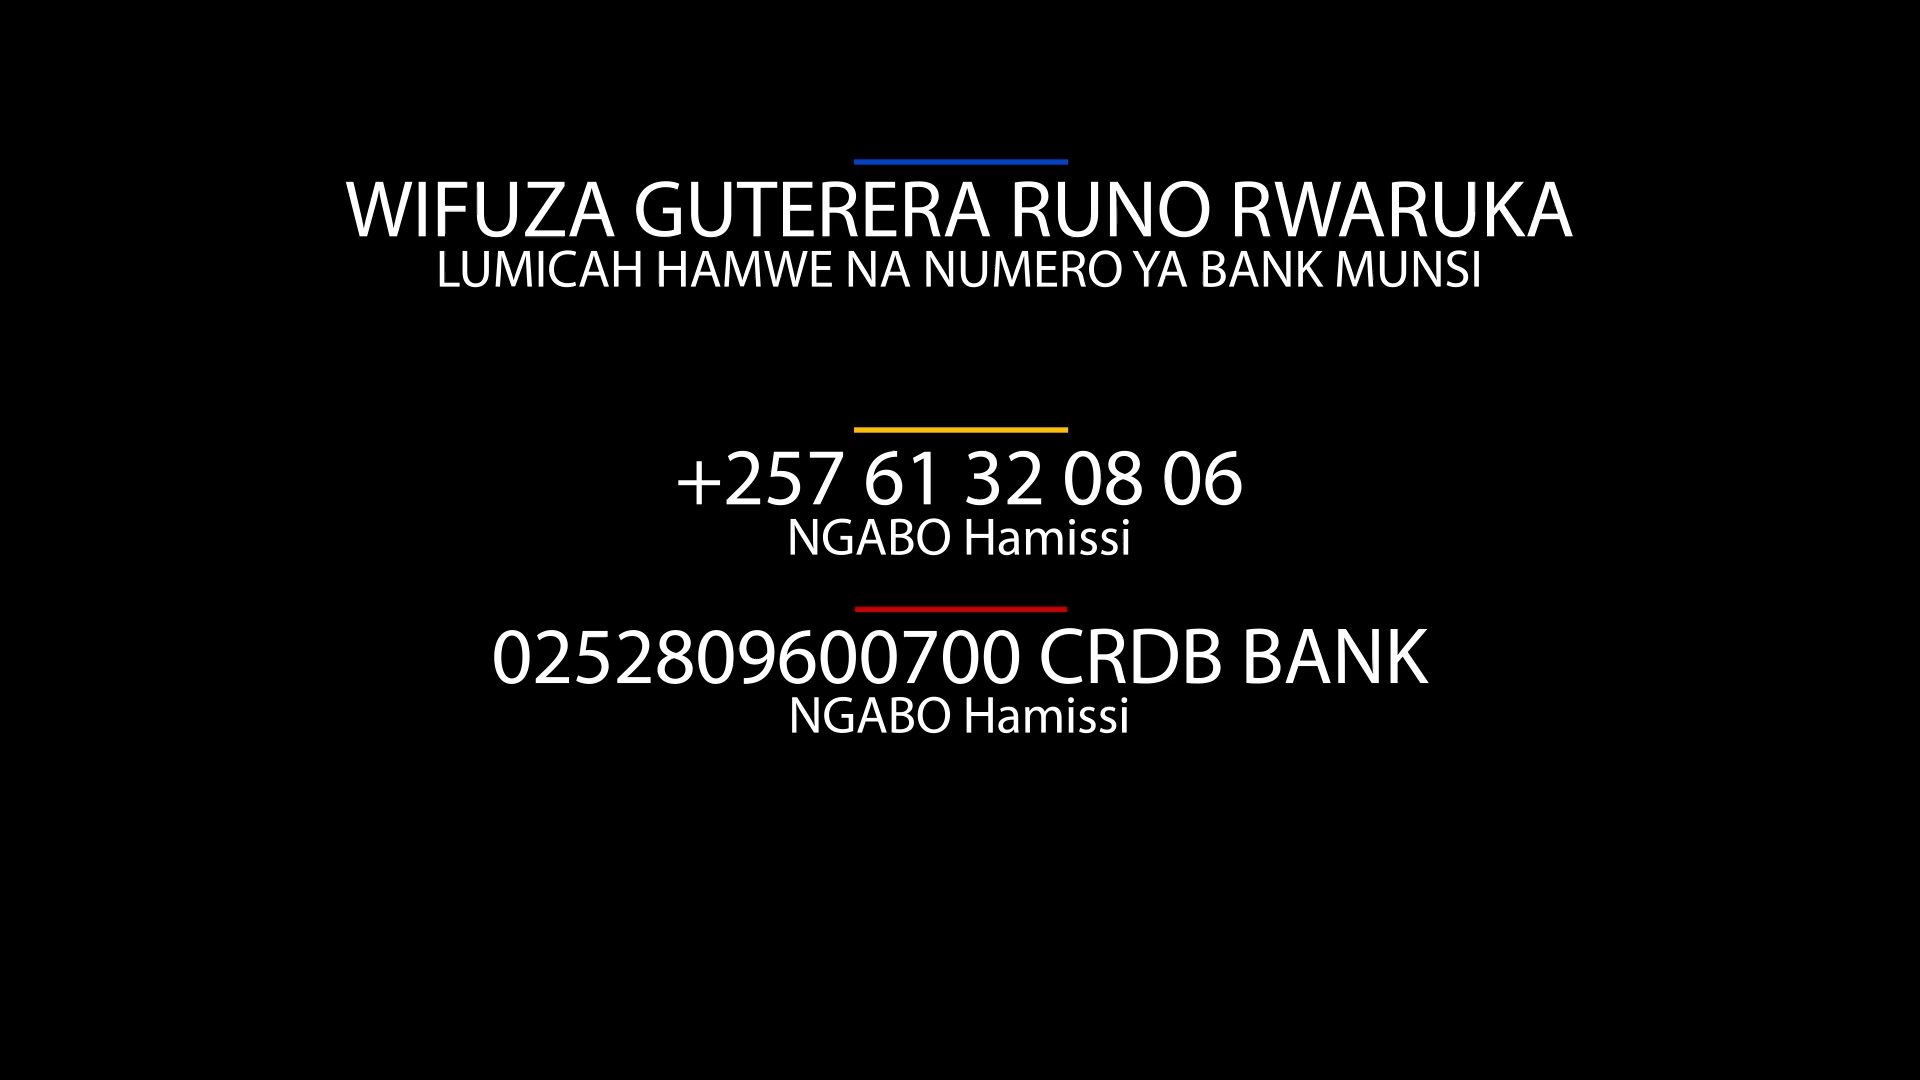 WIFUZA GUTERERA RUNO RWARUKA
LUMICAH HAMWE NA NUMERO YA BANK MUNSI
+257 61 32 08 06
NGABO Hamissi
0252809600700 CRDB BANK
NGABO Hamissi